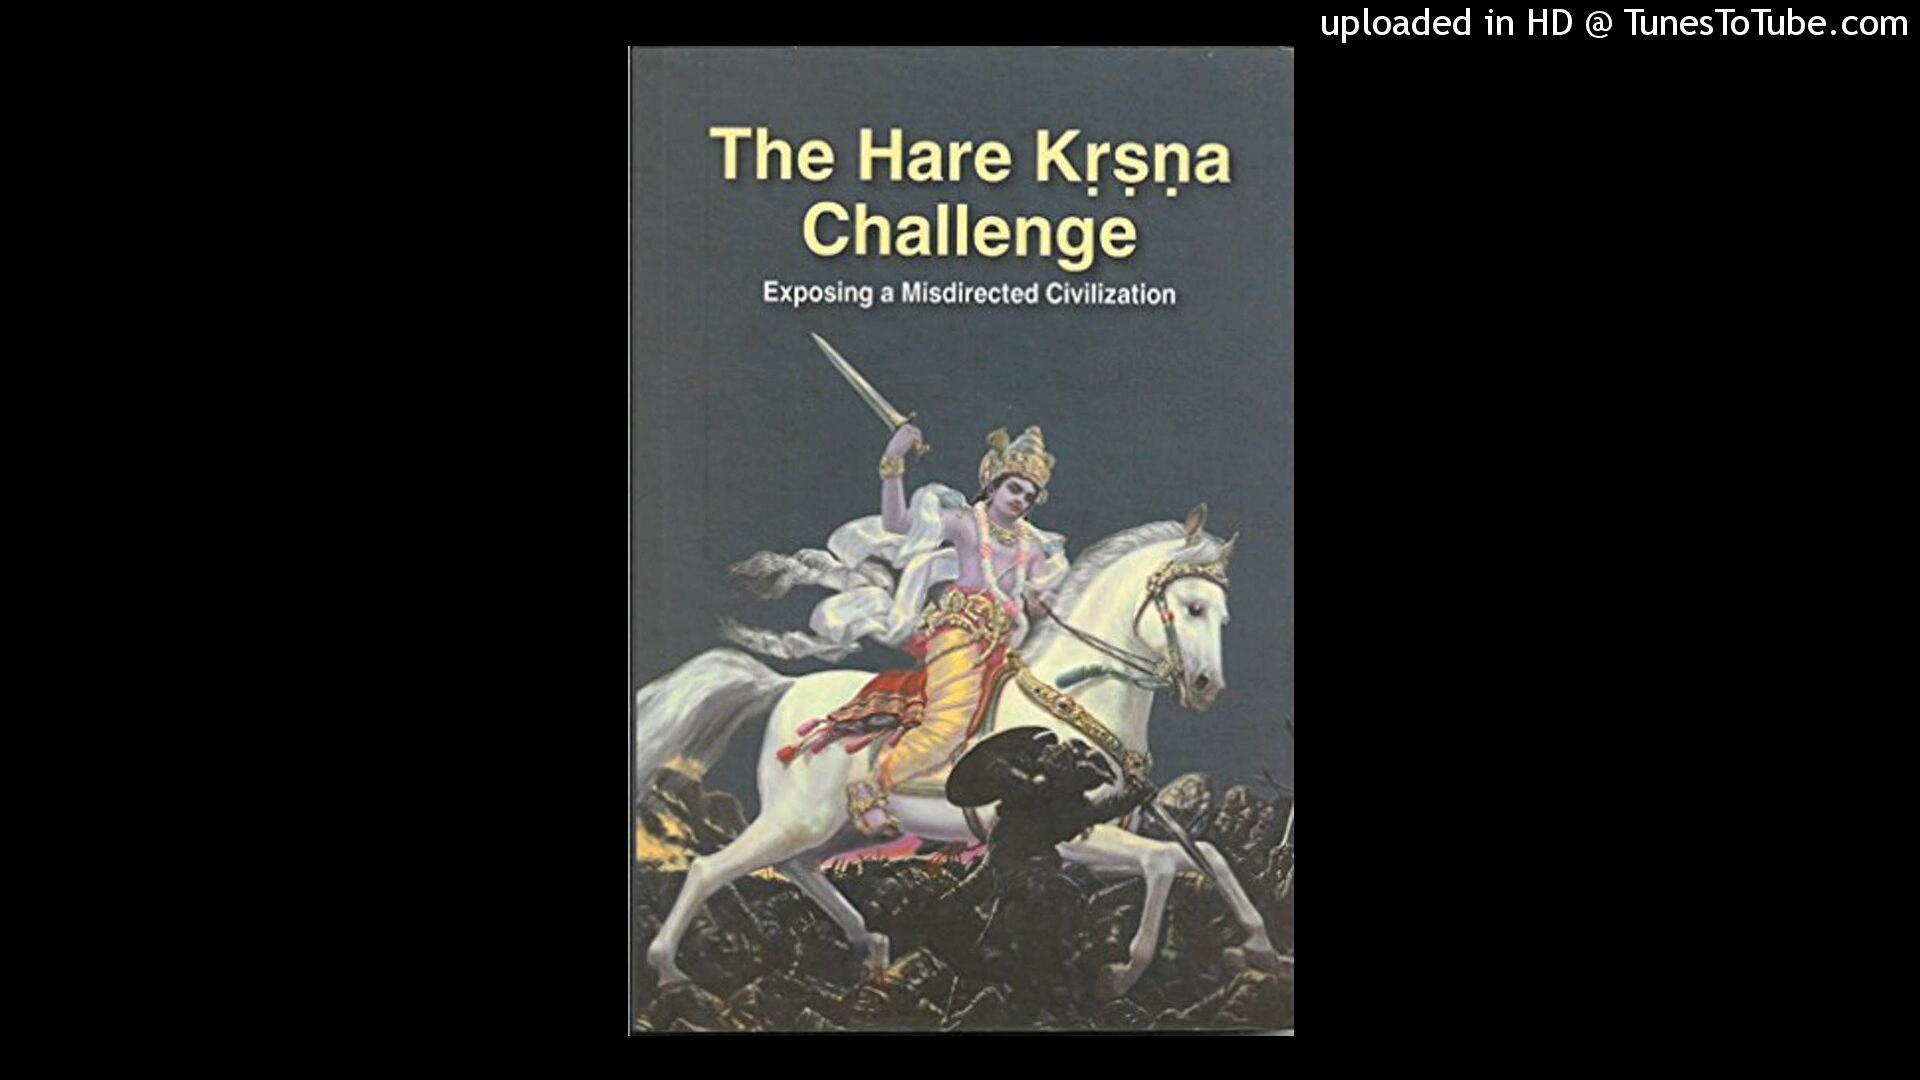 uploaded in HD @ TunesToTube.com
The Hare Kṛṣṇa
Challenge
Exposing a Misdirected Civilization